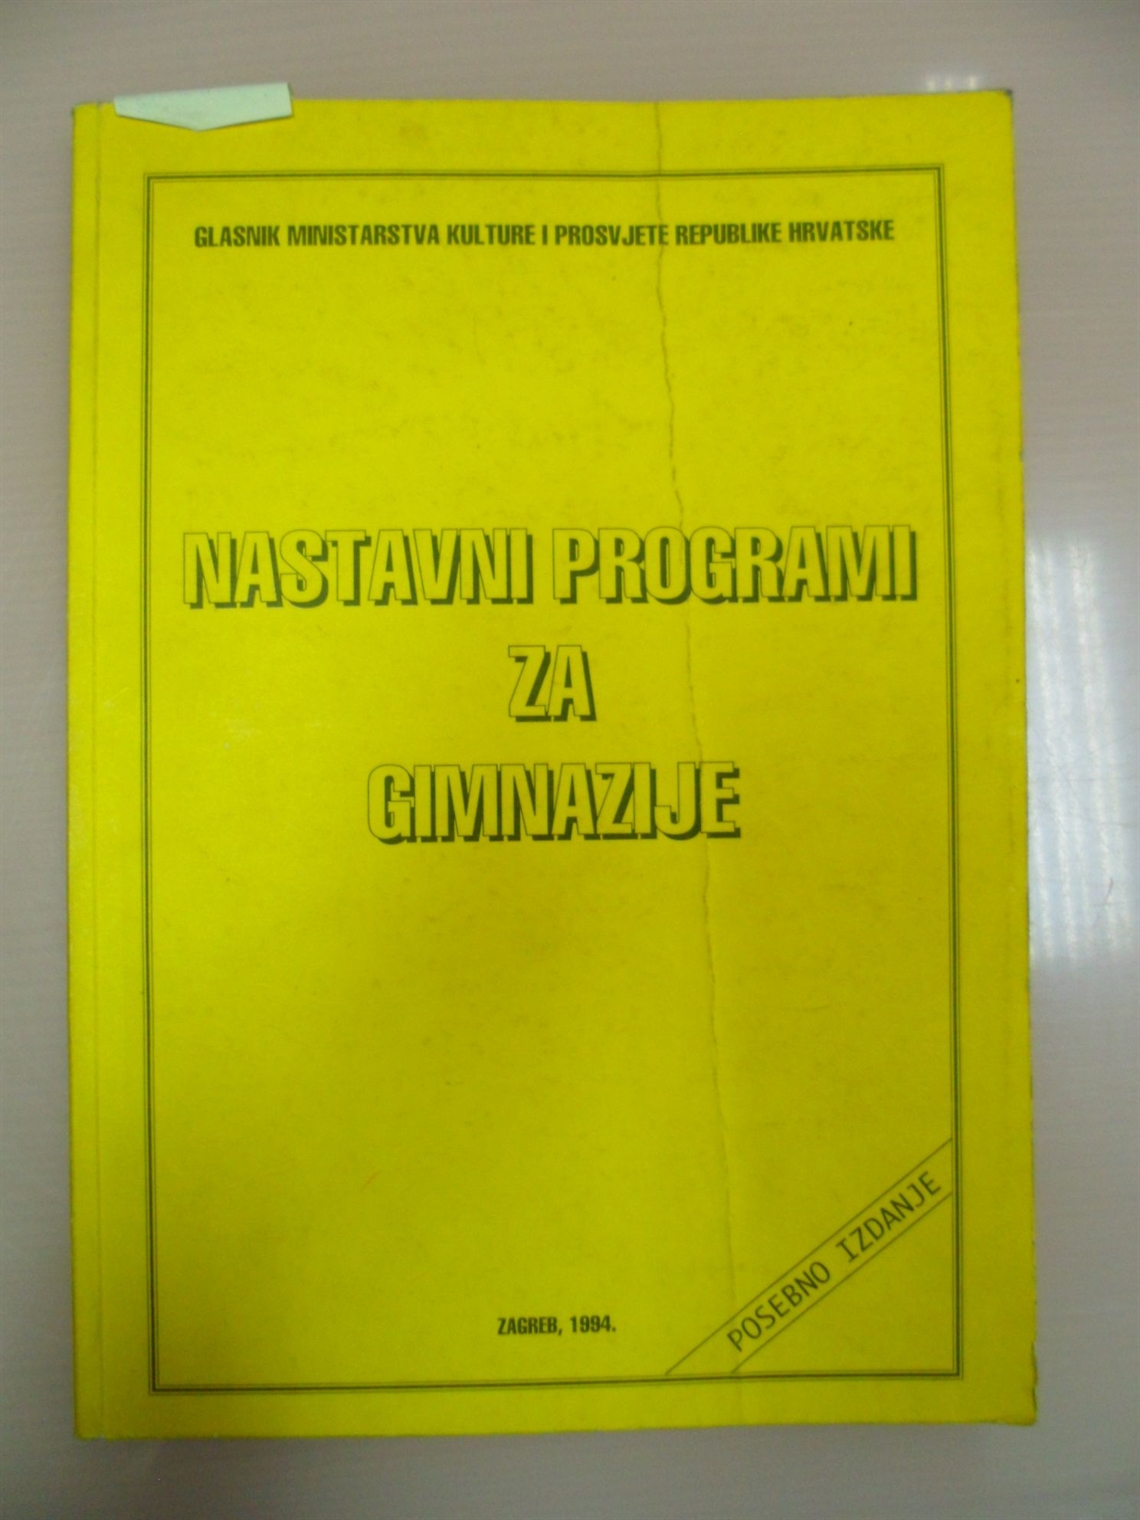 GLASNIK MINISTARSTVA KULTURE I PROSVJETE REPUBLIKE HRVATSKE
NASTAVNI PROGRAMI
ZA
GIMNAZIJE
POSEBNO IZDANJE
ZAGREB, 1994.